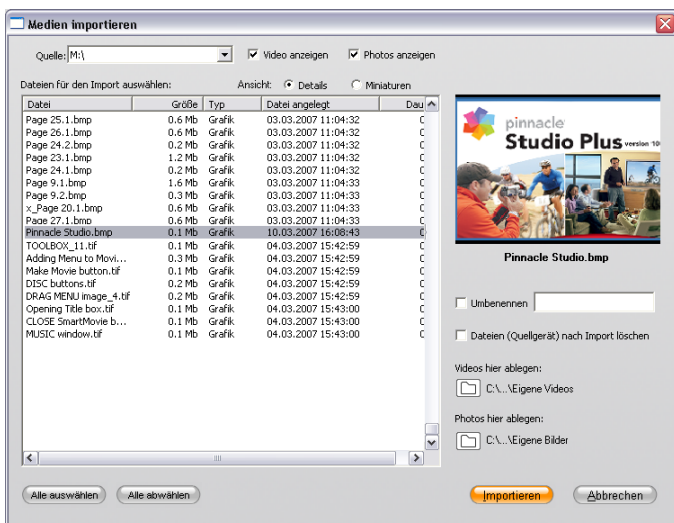 Medien importieren
Quelle: M:\ Video anzeigen Photos anzeigen
Dateien für den Import auswählen: Ansicht: Details Miniaturen
Datei Größe Typ Datei angelegt Dau
Page 25.1.bmp 0.6 Mb Grafik 03.03.2007 11:04:32
Page 26.1.bmp 0.6 Mb Grafik 03.03.2007 11:04:32
Page 24.2.bmp 0.2 Mb Grafik 03.03.2007 11:04:32
Page 23.1.bmp 1.2 Mb Grafik 03.03.2007 11:04:32
Page 24.1.bmp 0.2 Mb Grafik 03.03.2007 11:04:32
Page 9.1.bmp 1.6 Mb Grafik 03.03.2007 11:04:33
Page 9.2.bmp 0.3 Mb Grafik 03.03.2007 11:04:33
x_Page 20.1.bmp 0.6 Mb Grafik 03.03.2007 11:04:33
Page 27.1.bmp 0.6 Mb Grafik 03.03.2007 11:04:33
Pinnacle Studio.bmp 0.1 Mb Grafik 10.03.2007 16:08:43
TOOLBOX_11.tif 0.1 Mb Grafik 04.03.2007 15:42:59
Adding Menu to Movi... 0.3 Mb Grafik 04.03.2007 15:42:59
Make Movie button.tif 0.1 Mb Grafik 04.03.2007 15:42:59
DISC buttons.tif 0.2 Mb Grafik 04.03.2007 15:42:59
DRAG MENU image_4.tif 0.2 Mb Grafik 04.03.2007 15:42:59
Opening Title box.tif 0.1 Mb Grafik 04.03.2007 15:43:00
CLOSE SmartMovie b... 0.1 Mb Grafik 04.03.2007 15:43:00
MUSIC window.tif 0.1 Mb Grafik 04.03.2007 15:43:00
pinnacle
Studio Plus version 10
Pinnacle Studio.bmp
Umbenennen
Dateien (Quellgerät) nach Import löschen
Videos hier ablegen:
C:\...\Eigene Videos
Photos hier ablegen:
C:\...\Eigene Bilder
Alle auswählen Alle abwählen Importieren Abbrechen